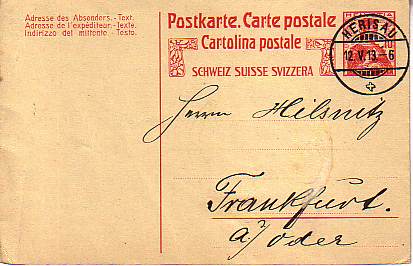 Adresse des Absenders.-Text.
Adresse de l'expéditeur.-Texte.
Indirizzo del mittente.-Testo.
Postkarte. Carte postale
Cartolina postale
SCHWEIZ SUISSE SVIZZERA
HERISAU
12.V.13.-6
10
Herrn Hilsnitz
Frankfurt.
a/oder